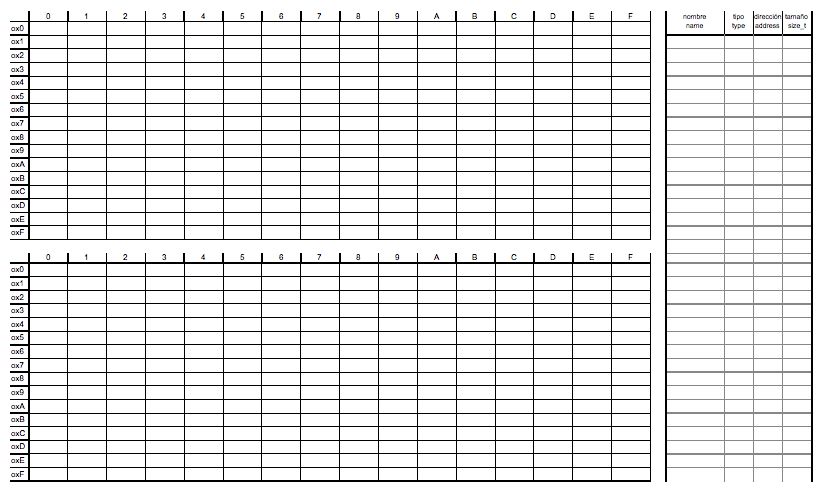 0 1 2 3 4 5 6 7 8 9 A B C D E F
ox0
ox1
ox2
ox3
ox4
ox5
ox6
ox7
ox8
ox9
oxA
oxB
oxC
oxD
oxE
oxF
0 1 2 3 4 5 6 7 8 9 A B C D E F
ox0
ox1
ox2
ox3
ox4
ox5
ox6
ox7
ox8
ox9
oxA
oxB
oxC
oxD
oxE
oxF
nombre tipo dirección tamaño
name type address size_t